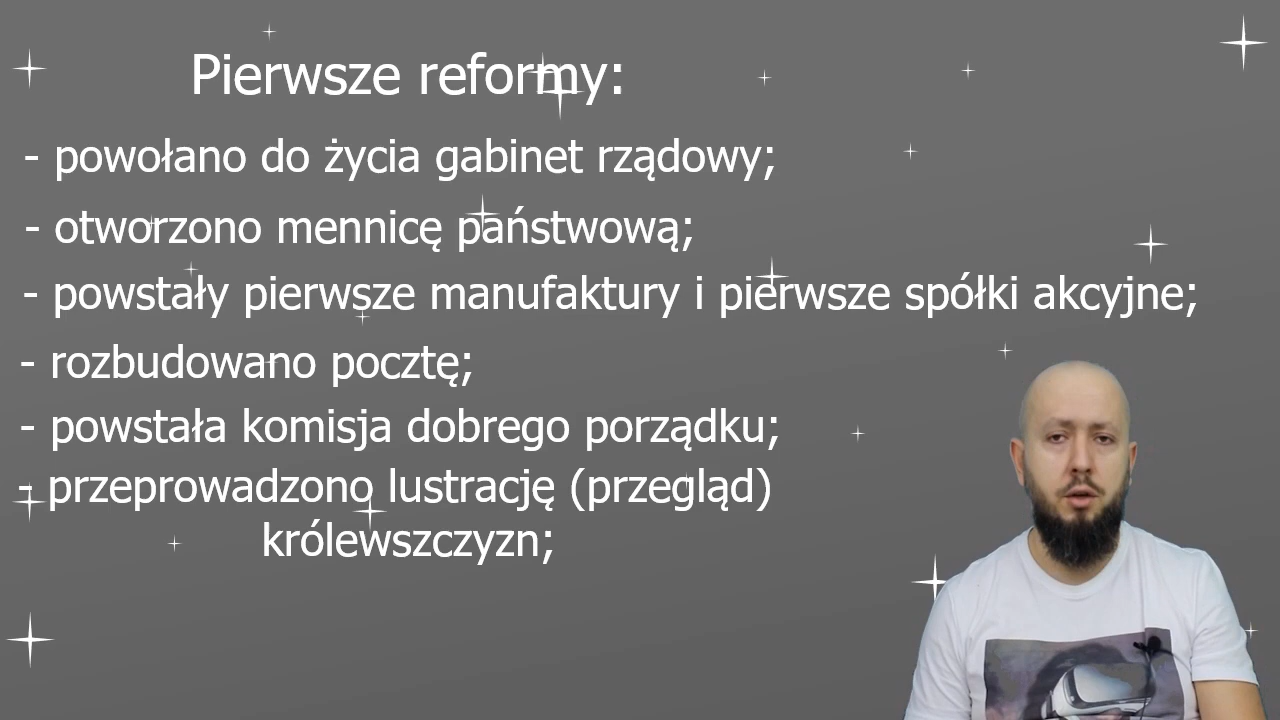 Pierwsze reformy:
- powołano do życia gabinet rządowy;
- otworzono mennicę państwową;
- powstały pierwsze manufaktury i pierwsze spółki akcyjne;
- rozbudowano pocztę;
- powstała komisja dobrego porządku;
- przeprowadzono lustrację (przegląd)
królewszczyzn;